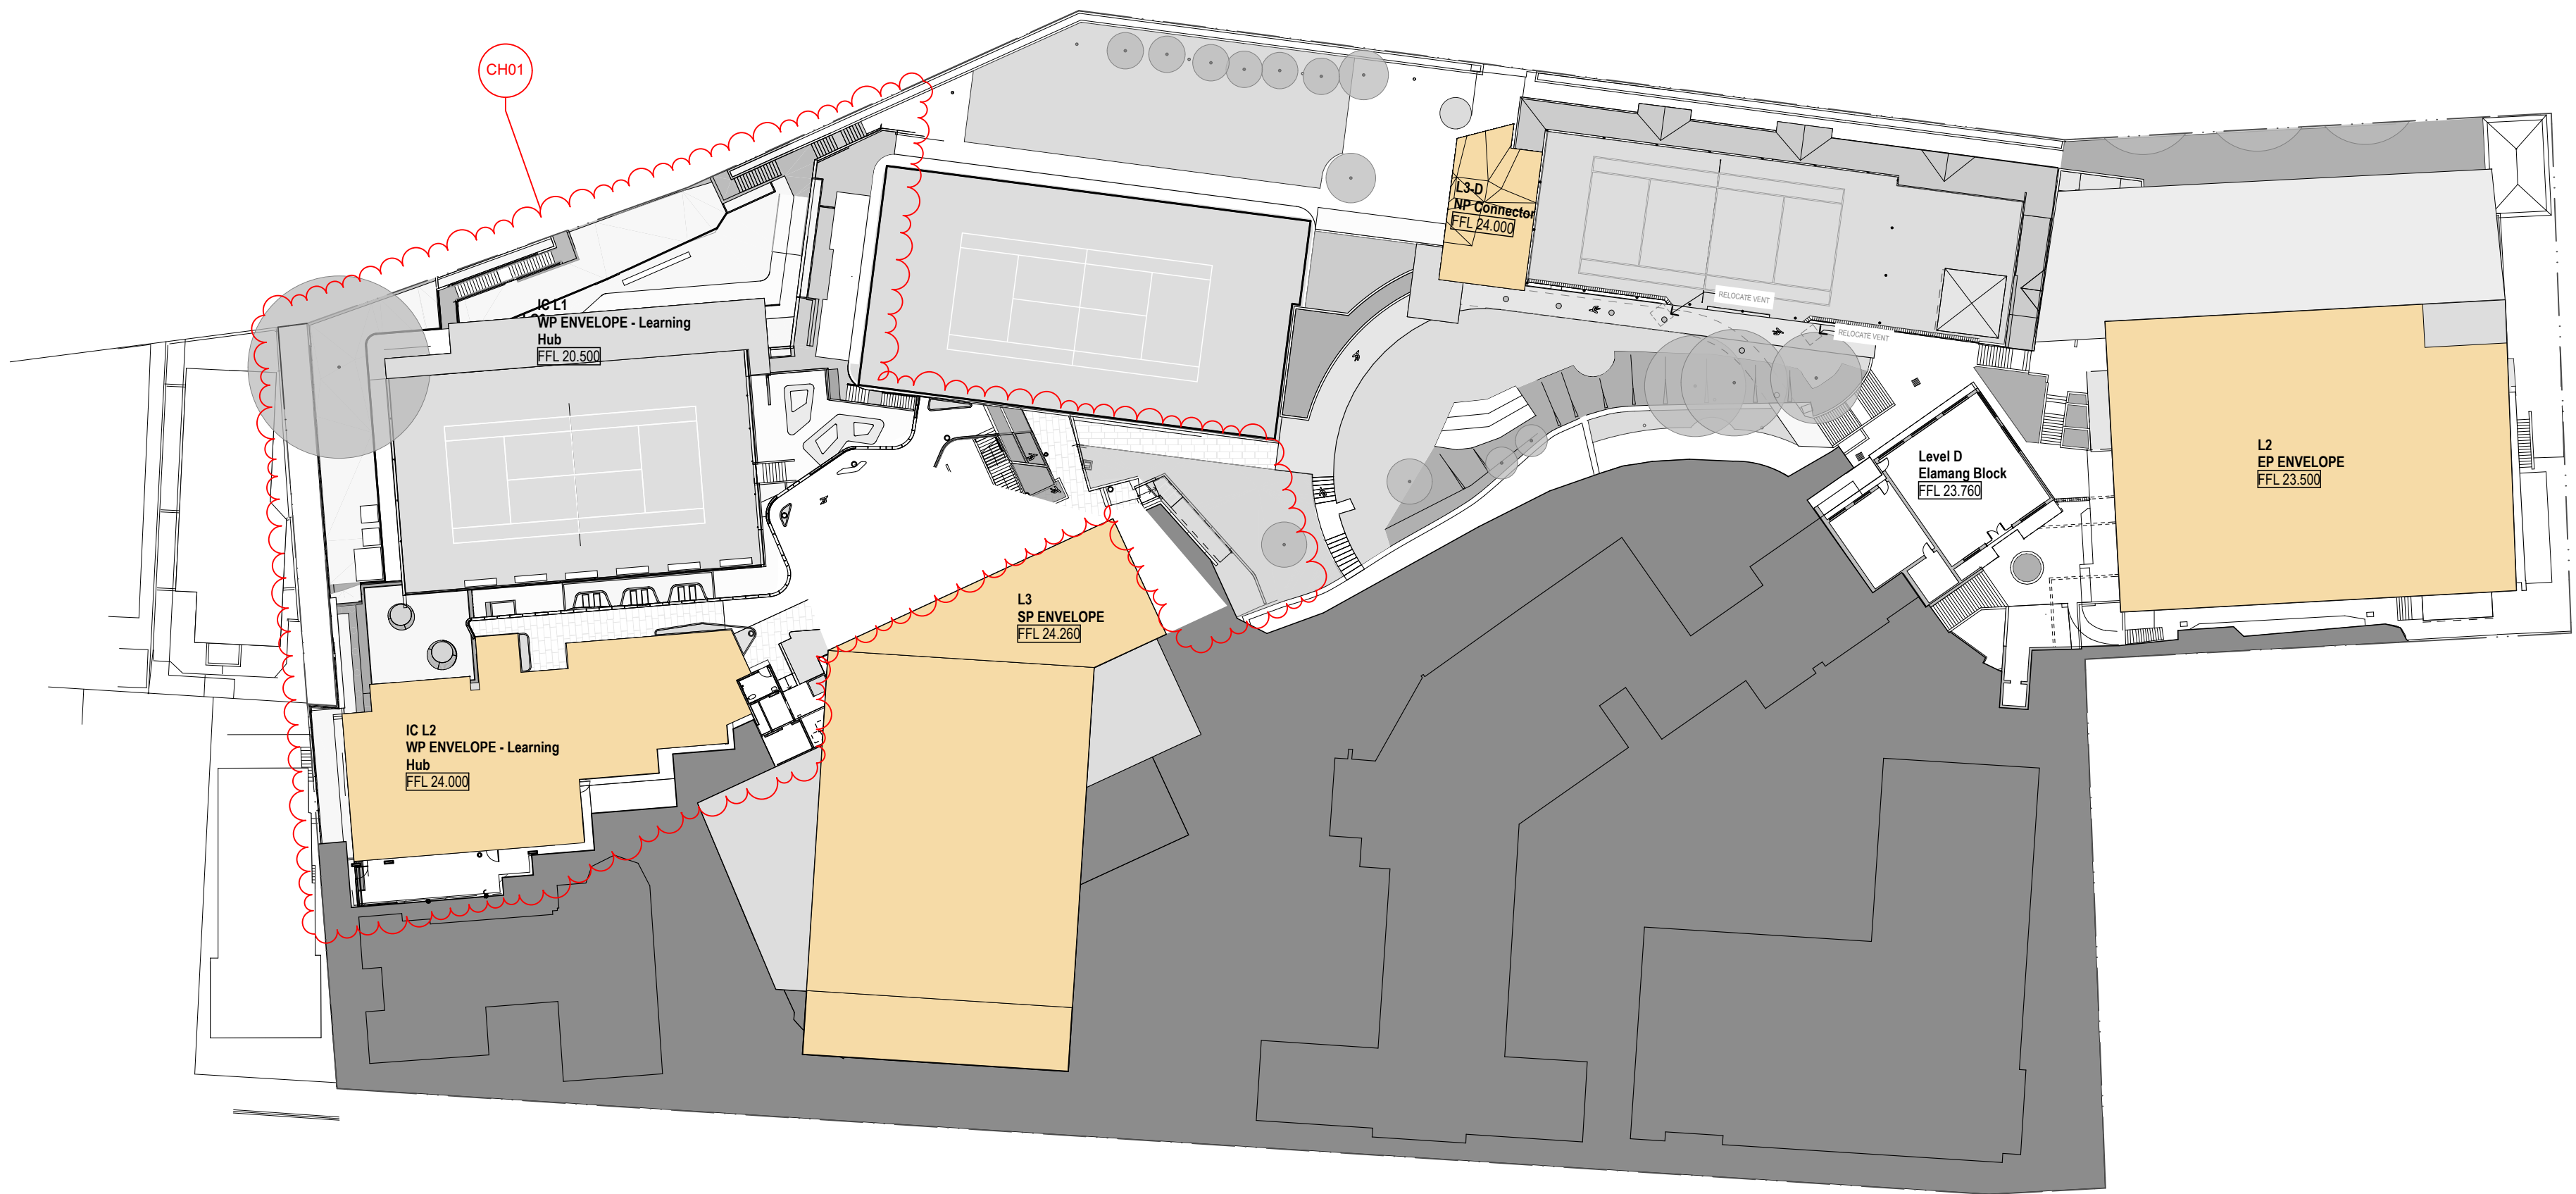 CH01
L3-D
NP Connector
FFL 24.000
RELOCATE VENT
RELOCATE VENT
IC L1
WP ENVELOPE - Learning
Hub
FFL 20.500
L2
EP ENVELOPE
FFL 23.500
Level D
Elamang Block
FFL 23.760
L3
SP ENVELOPE
FFL 24.260
IC L2
WP ENVELOPE - Learning
Hub
FFL 24.000